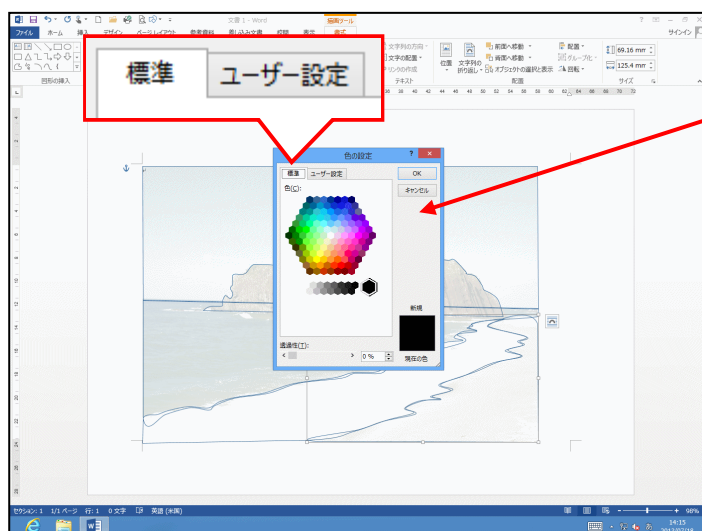 文書 1 - Word
描画ツール
ファイル ホーム 挿入 デザイン ページ レイアウト 参考資料 差し込み文書 校閲 表示 書式
サインイン
文字列の方向
文字の配置
リンクの作成
テキスト
位置
文字列の
折り返し
前面へ移動
背面へ移動
オブジェクトの選択と表示
配置
グループ化
回転
配置
69.16 mm
125.4 mm
サイズ
図形の挿入
標準 ユーザー設定
色の設定
標準 ユーザー設定
OK
キャンセル
色(C):
新規
現在の色
透過性(T):
0 %
セクション: 1 1/1 ページ 行: 1 0 文字 英語 (米国)
98%
14:15
2017/07/18